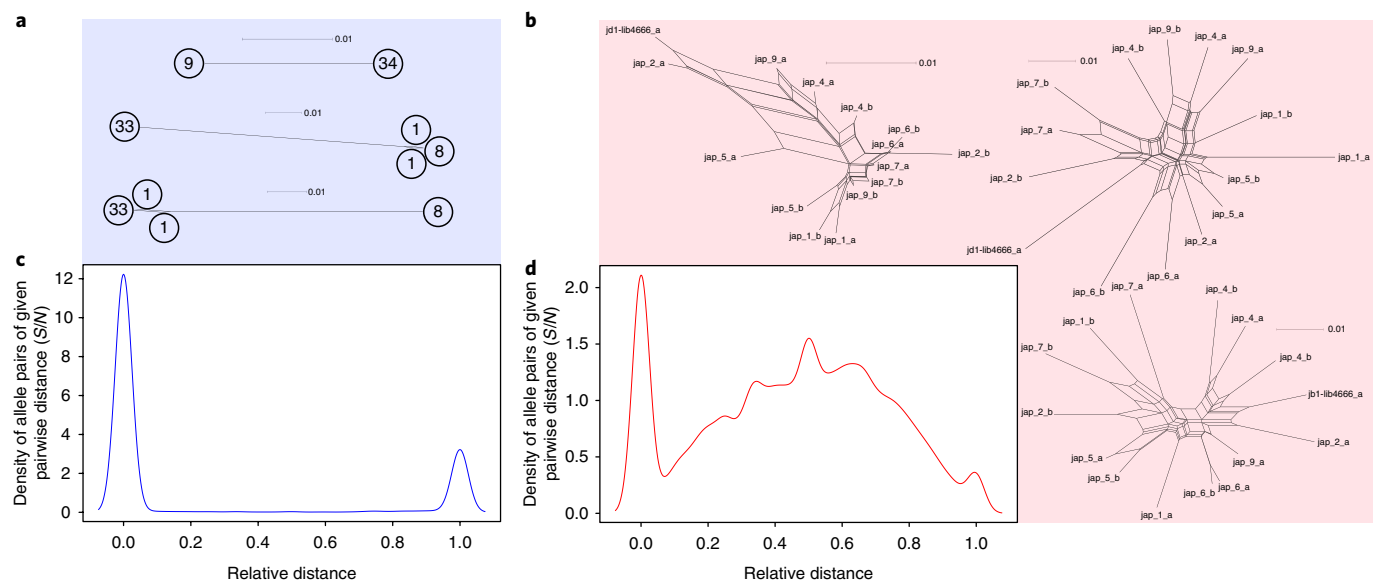 a
0.01
9
34
0.01
33
1
8
1
0.01
1
33
8
1
b
jd1-lib4666_a
jap_2_a
jap_9_a
0.01
jap_4_a
jap_4_b
jap_6_b
jap_6_a
jap_2_b
jap_5_a
jap_7_a
jap_7_b
jap_9_b
jap_5_b
jap_1_b
jap_1_a
jap_9_b
jap_4_a
jap_4_b
jap_9_a
0.01
jap_7_b
jap_1_b
jap_7_a
jap_1_a
jap_2_b
jap_5_b
jap_5_a
jap_2_a
jd1-lib4666_a
jap_6_a
jap_6_b
jap_7_a
jap_4_b
jap_1_b
jap_4_a
0.01
jap_7_b
jap_4_b
jb1-lib4666_a
jap_2_b
jap_2_a
jap_5_a
jap_9_a
jap_5_b
jap_6_a
jap_6_b
jap_1_a
c
Density of allele pairs of given
pairwise distance (S/N)
12
10
8
6
4
2
0
0.0 0.2 0.4 0.6 0.8 1.0
Relative distance
d
Density of allele pairs of given
pairwise distance (S/N)
2.0
1.5
1.0
0.5
0.0
0.0 0.2 0.4 0.6 0.8 1.0
Relative distance